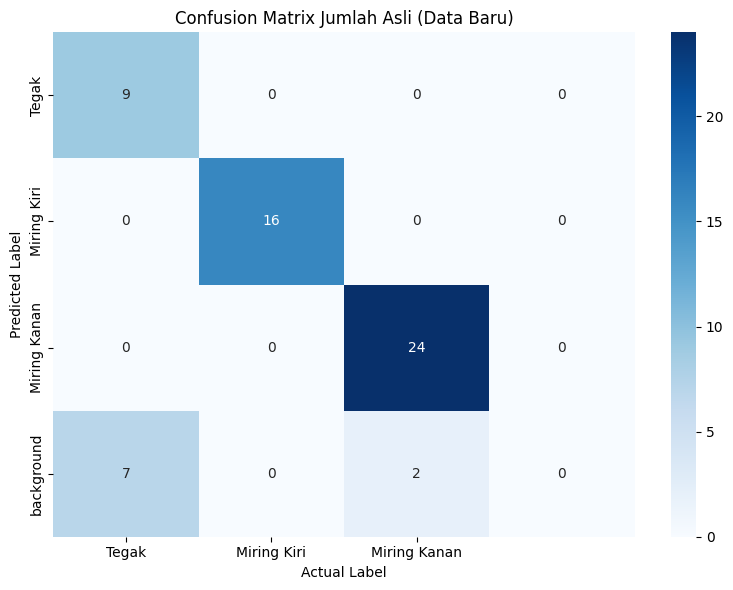 Confusion Matrix Jumlah Asli (Data Baru)
Predicted Label
Tegak
9 0 0 0
Miring Kiri
0 16 0 0
Miring Kanan
0 0 24 0
background
7 0 2 0
Tegak Miring Kiri Miring Kanan
Actual Label
20
15
10
5
0